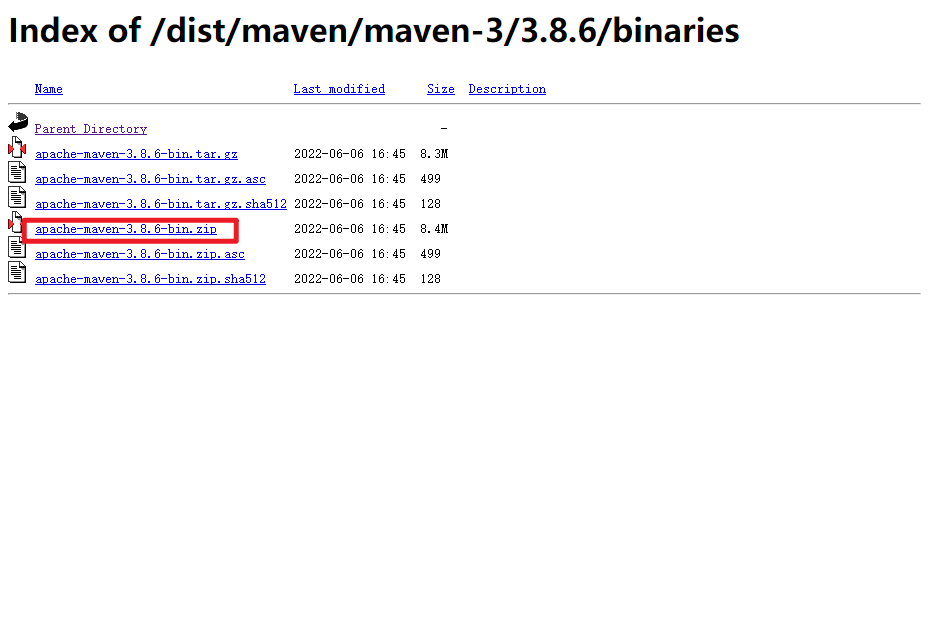 Index of /dist/maven/maven-3/3.8.6/binaries
Name Last modified Size Description
Parent Directory -
apache-maven-3.8.6-bin.tar.gz 2022-06-06 16:45 8.3M
apache-maven-3.8.6-bin.tar.gz.asc 2022-06-06 16:45 499
apache-maven-3.8.6-bin.tar.gz.sha512 2022-06-06 16:45 128
apache-maven-3.8.6-bin.zip 2022-06-06 16:45 8.4M
apache-maven-3.8.6-bin.zip.asc 2022-06-06 16:45 499
apache-maven-3.8.6-bin.zip.sha512 2022-06-06 16:45 128